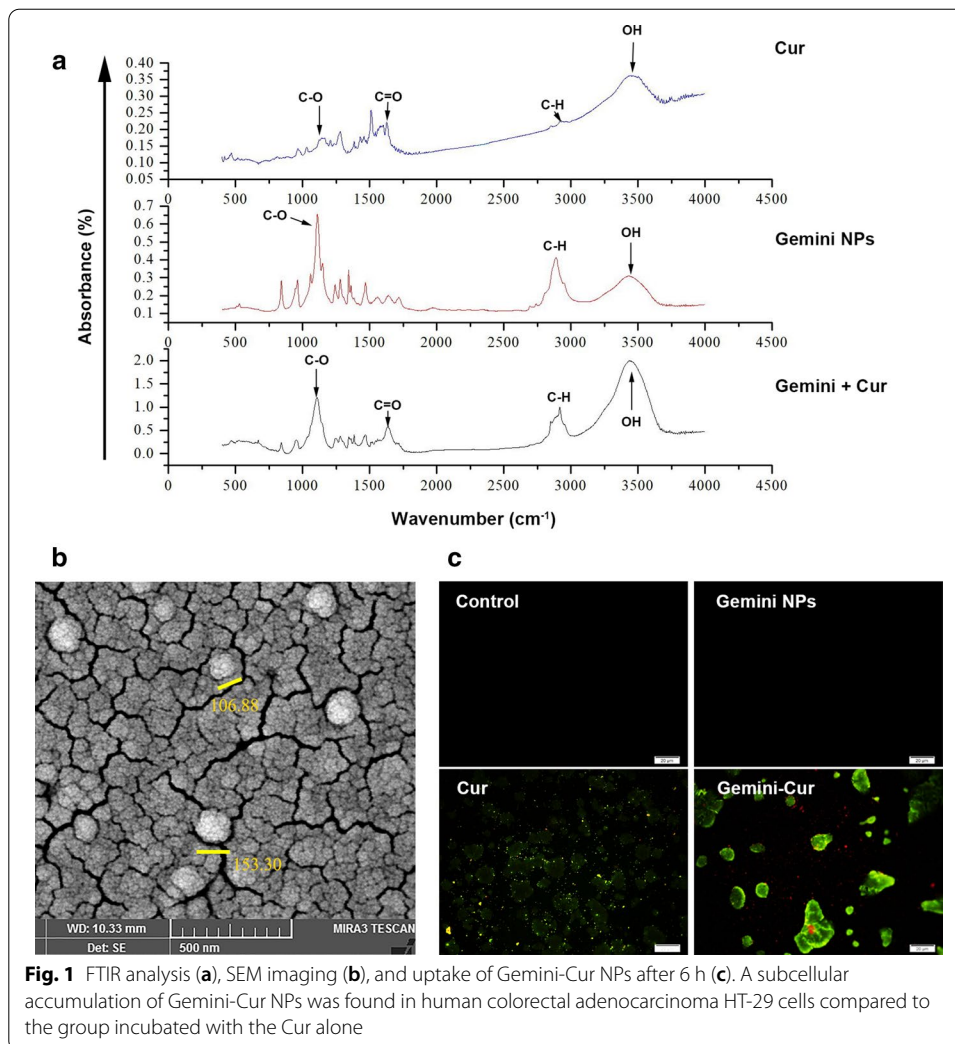 a
Cur
OH
C-O
C=O
C-H
0.40
0.35
0.30
0.25
0.20
0.15
0.10
0.05
0 500 1000 1500 2000 2500 3000 3500 4000 4500
Gemini NPs
C-O
C-H
OH
0.7
0.6
0.5
0.4
0.3
0.2
0.1
0 500 1000 1500 2000 2500 3000 3500 4000 4500
Gemini + Cur
C-O
C=O
C-H
OH
2.0
1.5
1.0
0.5
0.0
0 500 1000 1500 2000 2500 3000 3500 4000 4500
Absorbance (%)
Wavenumber (cm⁻¹)
b
106.88
153.30
WD: 10.33 mm
MIRA3 TESCAN
Det: SE
500 nm
c
Control
20 µm
Gemini NPs
20 µm
Cur
Gemini-Cur
Fig. 1 FTIR analysis (a), SEM imaging (b), and uptake of Gemini-Cur NPs after 6 h (c). A subcellular
accumulation of Gemini-Cur NPs was found in human colorectal adenocarcinoma HT-29 cells compared to
the group incubated with the Cur alone